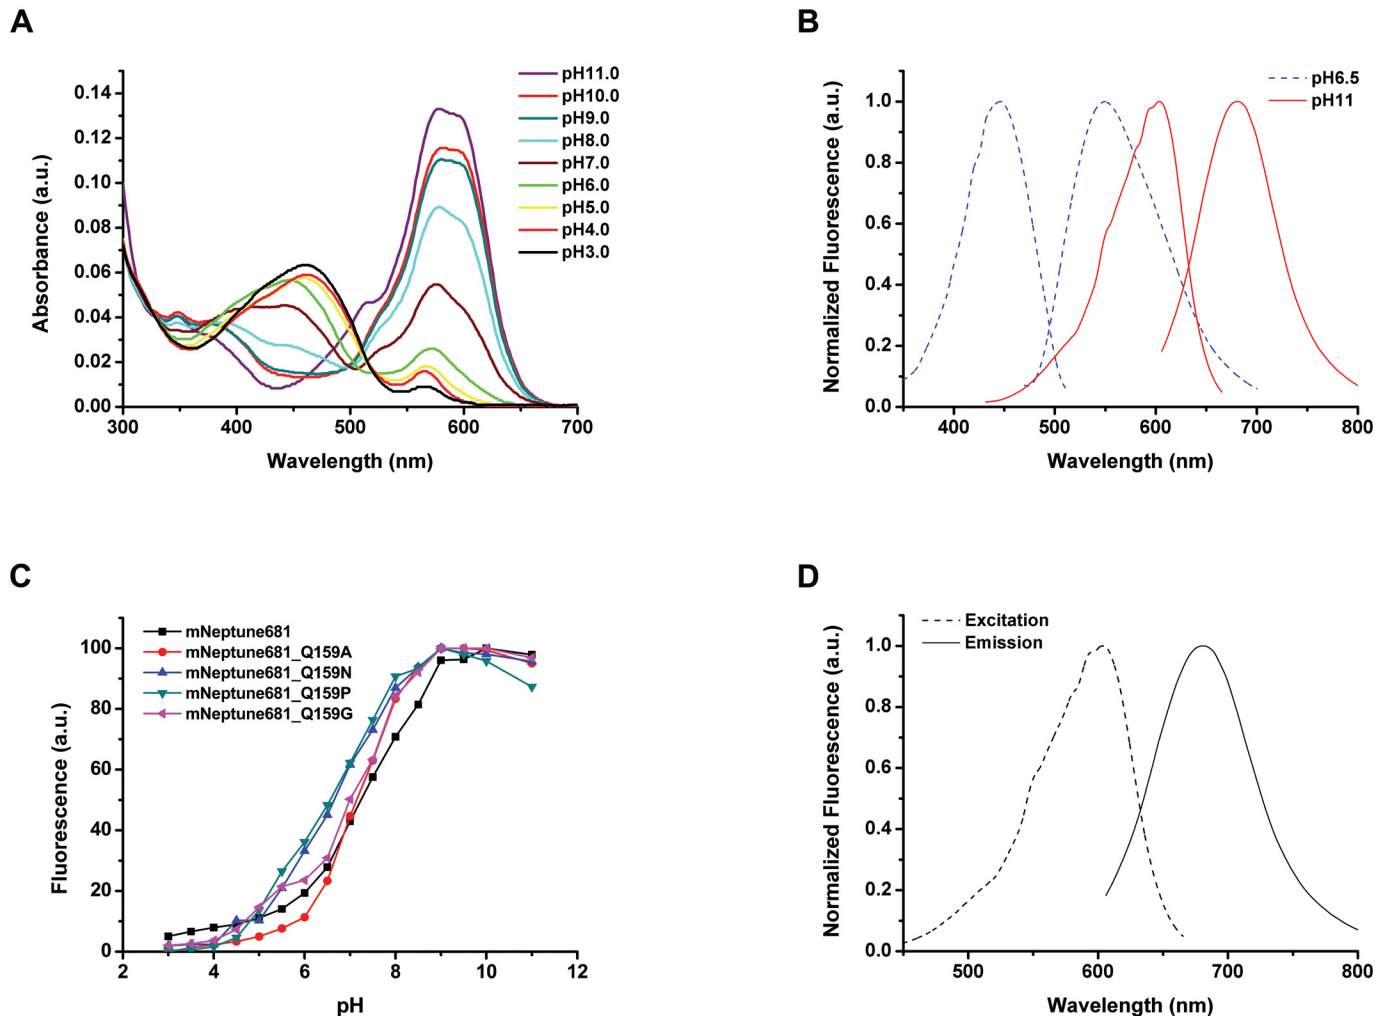 A
pH11.0
pH10.0
pH9.0
pH8.0
pH7.0
pH6.0
pH5.0
pH4.0
pH3.0
0.14
0.12
0.10
0.08
0.06
0.04
0.02
0.00
300 400 500 600 700
Absorbance (a.u.)
Wavelength (nm)
B
pH6.5
pH11
1.0
0.8
0.6
0.4
0.2
0.0
400 500 600 700 800
Normalized Fluorescence (a.u.)
Wavelength (nm)
C
mNeptune681
mNeptune681_Q159A
mNeptune681_Q159N
mNeptune681_Q159P
mNeptune681_Q159G
100
80
60
40
20
0
2 4 6 8 10 12
Fluorescence (a.u.)
pH
D
Excitation
Emission
1.0
0.8
0.6
0.4
0.2
0.0
500 600 700 800
Normalized Fluorescence (a.u.)
Wavelength (nm)